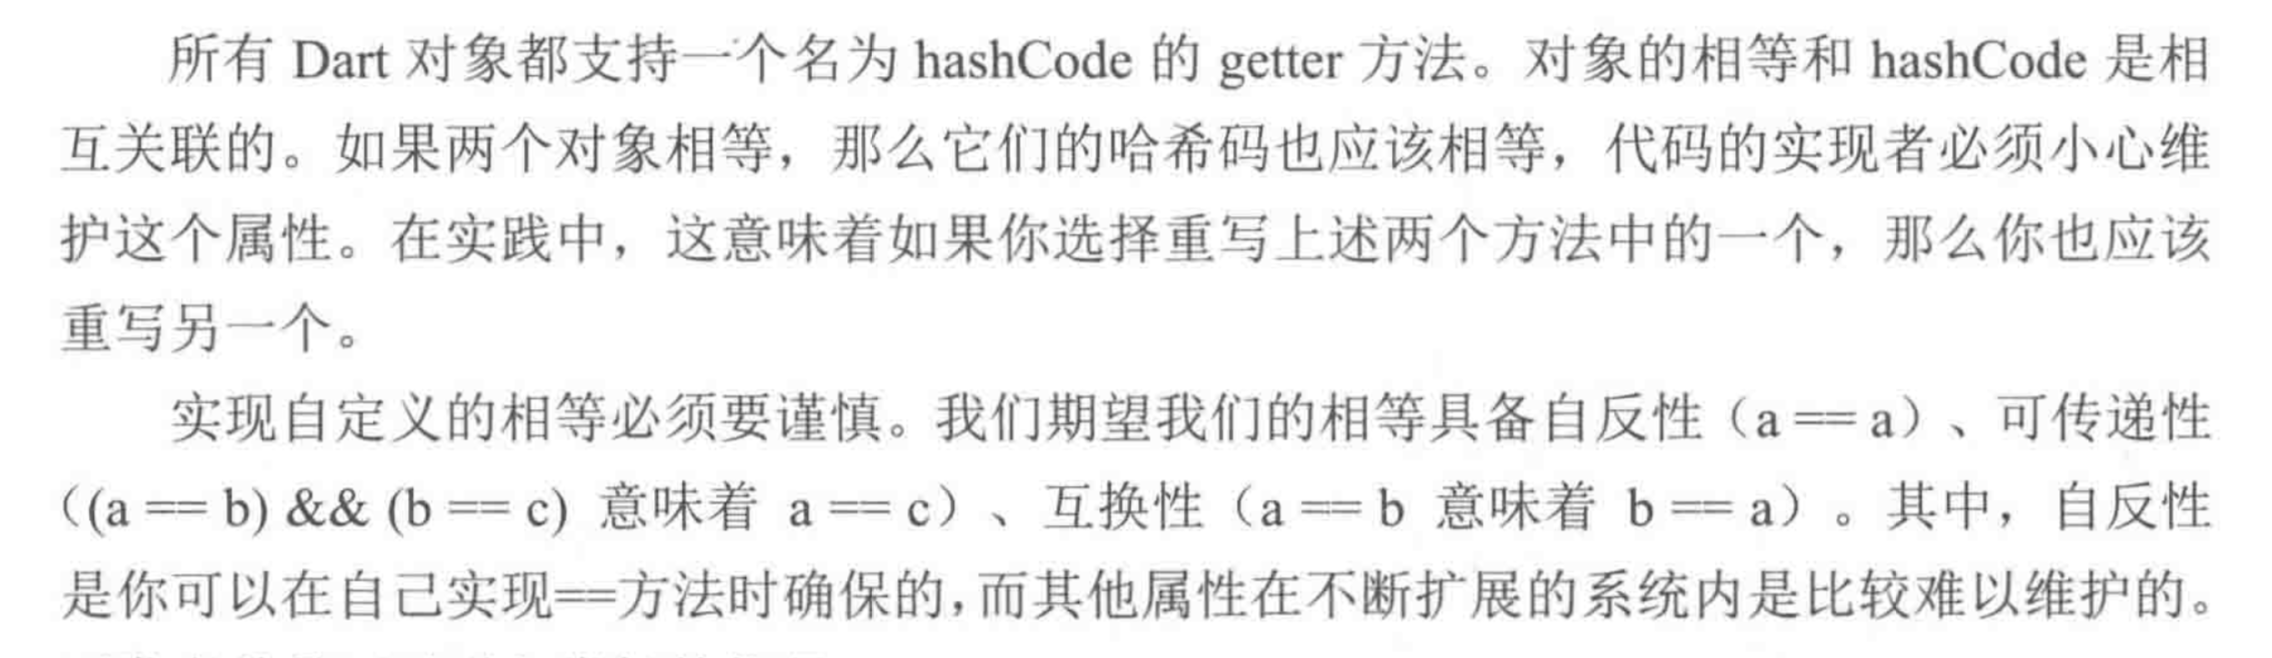 所有 Dart 对象都支持一个名为 hashCode 的 getter 方法。对象的相等和 hashCode 是相
互关联的。如果两个对象相等，那么它们的哈希码也应该相等，代码的实现者必须小心维
护这个属性。在实践中，这意味着如果你选择重写上述两个方法中的一个，那么你也应该
重写另一个。
实现自定义的相等必须要谨慎。我们期望我们的相等具备自反性（a == a）、可传递性
（(a == b) && (b == c) 意味着 a == c）、互换性（a == b 意味着 b == a）。其中，自反性
是你可以在自己实现==方法时确保的，而其他属性在不断扩展的系统内是比较难以维护的。